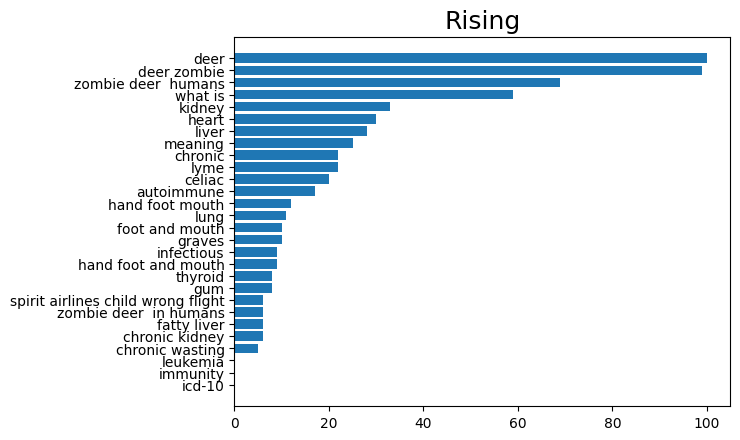 Rising
deer
deer zombie
zombie deer  humans
what is
kidney
heart
liver
meaning
chronic
lyme
celiac
autoimmune
hand foot mouth
lung
foot and mouth
graves
infectious
hand foot and mouth
thyroid
gum
spirit airlines child wrong flight
zombie deer  in humans
fatty liver
chronic kidney
chronic wasting
leukemia
immunity
icd-10
0 20 40 60 80 100